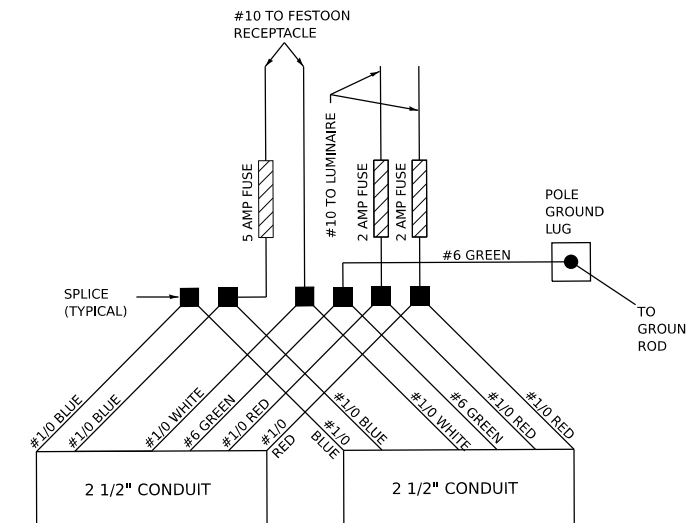 #10 TO FESTOON
RECEPTACLE
#10 TO LUMINAIRE
5 AMP FUSE
2 AMP FUSE
2 AMP FUSE
POLE
GROUND
LUG
#6 GREEN
SPLICE
(TYPICAL)
TO
GROUN
ROD
#1/0 BLUE
#1/0 BLUE
#1/0 WHITE
#6 GREEN
#1/0 RED
#1/0
RED
#1/0
BLUE
#1/0 BLUE
#1/0 WHITE
#6 GREEN
#1/0 RED
#1/0 RED
2 1/2" CONDUIT
2 1/2" CONDUIT